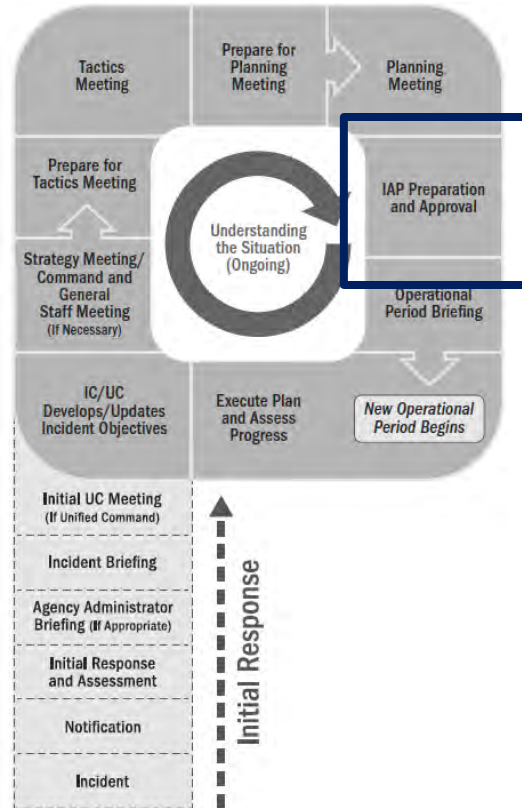 Tactics
Meeting
Prepare for
Planning
Meeting
Planning
Meeting
Prepare for
Tactics Meeting
IAP Preparation
and Approval
Understanding
the Situation
(Ongoing)
Strategy Meeting/
Command and
General
Staff Meeting
(If Necessary)
Operational
Period Briefing
IC/UC
Develops/Updates
Incident Objectives
Execute Plan
and Assess
Progress
New Operational
Period Begins
Initial UC Meeting
(If Unified Command)
Incident Briefing
Agency Administrator
Briefing (If Appropriate)
Initial Response
and Assessment
Notification
Incident
Initial Response